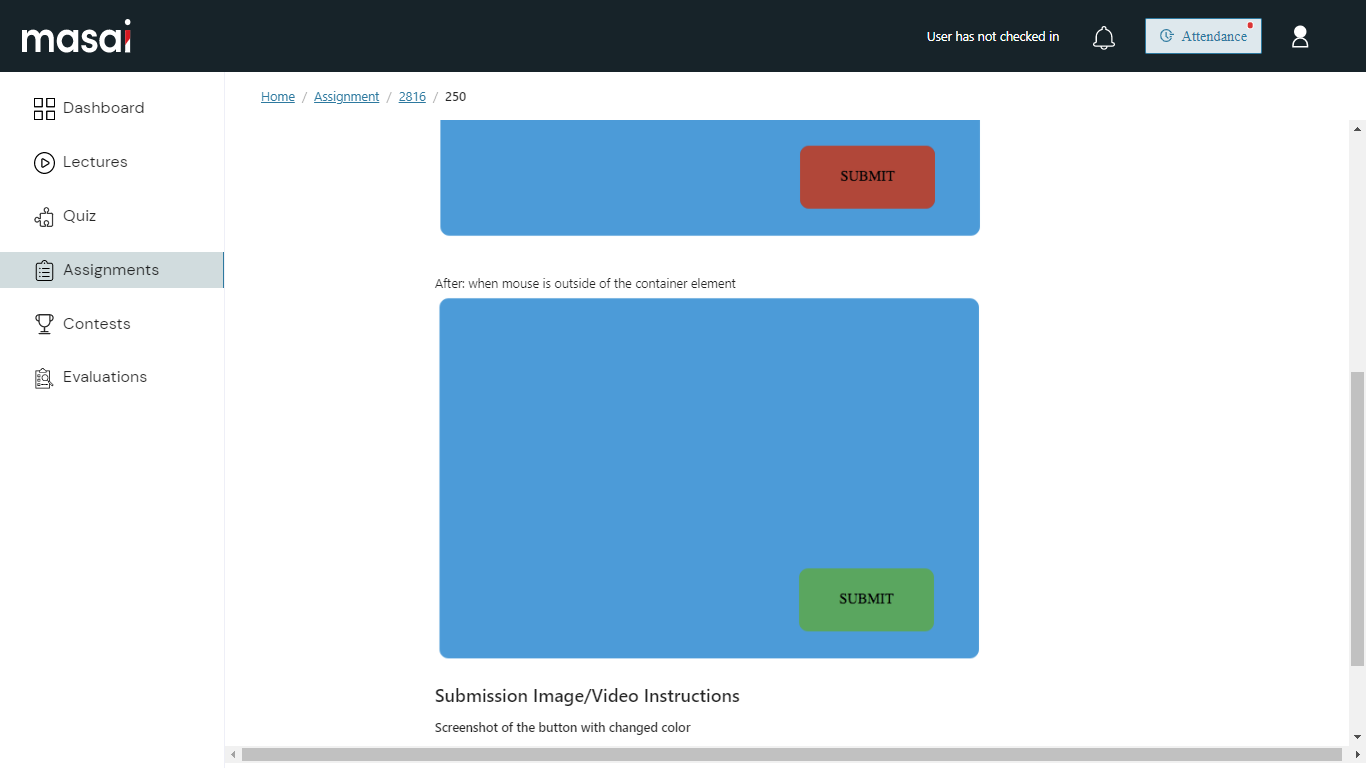 masai
User has not checked in
Attendance
Dashboard
Lectures
Quiz
Assignments
Contests
Evaluations
Home / Assignment / 2816 / 250
SUBMIT
After: when mouse is outside of the container element
SUBMIT
Submission Image/Video Instructions
Screenshot of the button with changed color